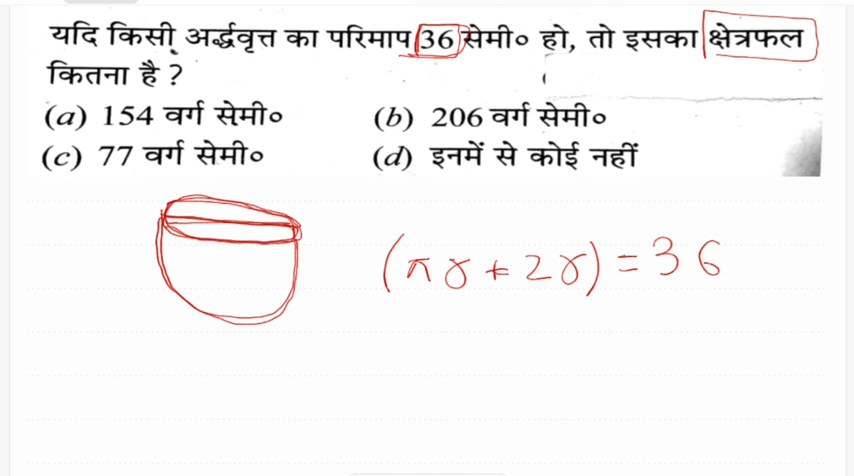 यदि किसी अर्द्धवृत्त का परिमाप 36 सेमी० हो, तो इसका क्षेत्रफल
कितना है ?
(a) 154 वर्ग सेमी०
(b) 206 वर्ग सेमी०
(c) 77 वर्ग सेमी०
(d) इनमें से कोई नहीं
(πr + 2r) = 36